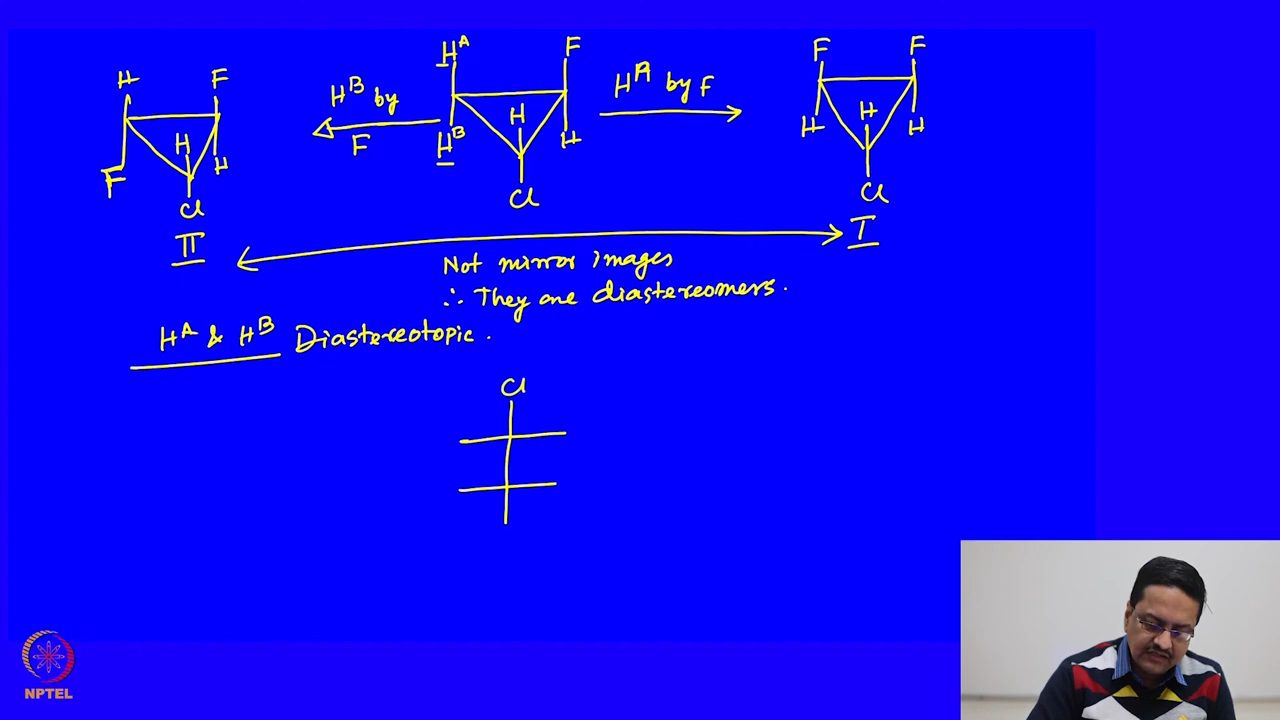 H F
H
F H
Cl
II
H^B by
F
H^A F
H
H^B H
Cl
H^A by F
F F
H
H H
Cl
I
Not mirror images
∴ They are diastereomers.
H^A & H^B Diastereotopic.
Cl
NPTEL